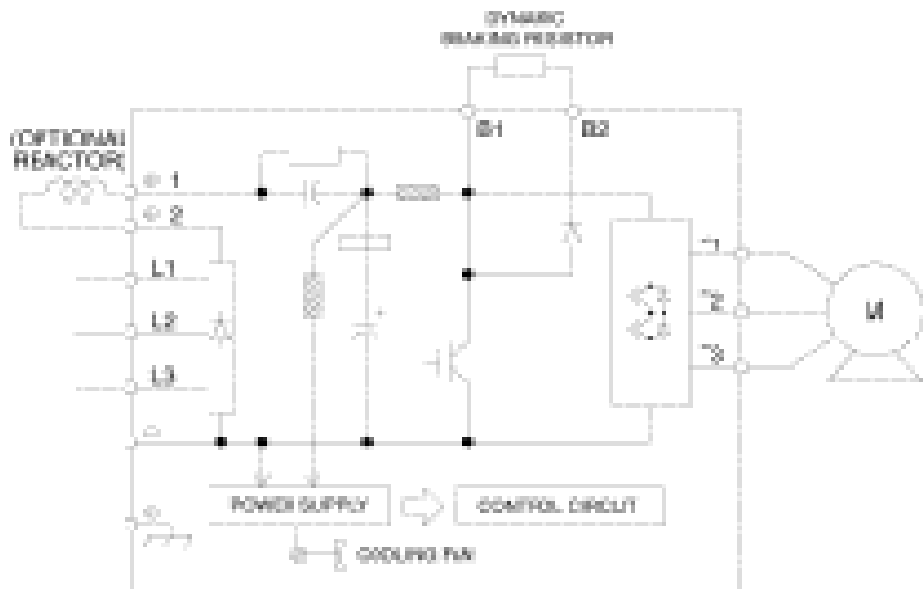 DYNAMIC
BRAKING RESISTOR
B1
B2
(OPTIONAL
REACTOR)
1
2
L1
L2
L3
T1
T2
T3
M
POWER SUPPLY
CONTROL CIRCUIT
COOLING FAN